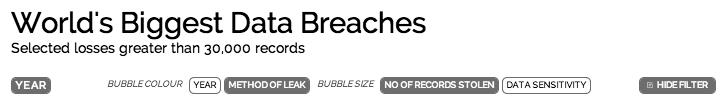 World's Biggest Data Breaches
Selected losses greater than 30,000 records
YEAR BUBBLE COLOUR YEAR METHOD OF LEAK BUBBLE SIZE NO OF RECORDS STOLEN DATA SENSITIVITY HIDE FILTER